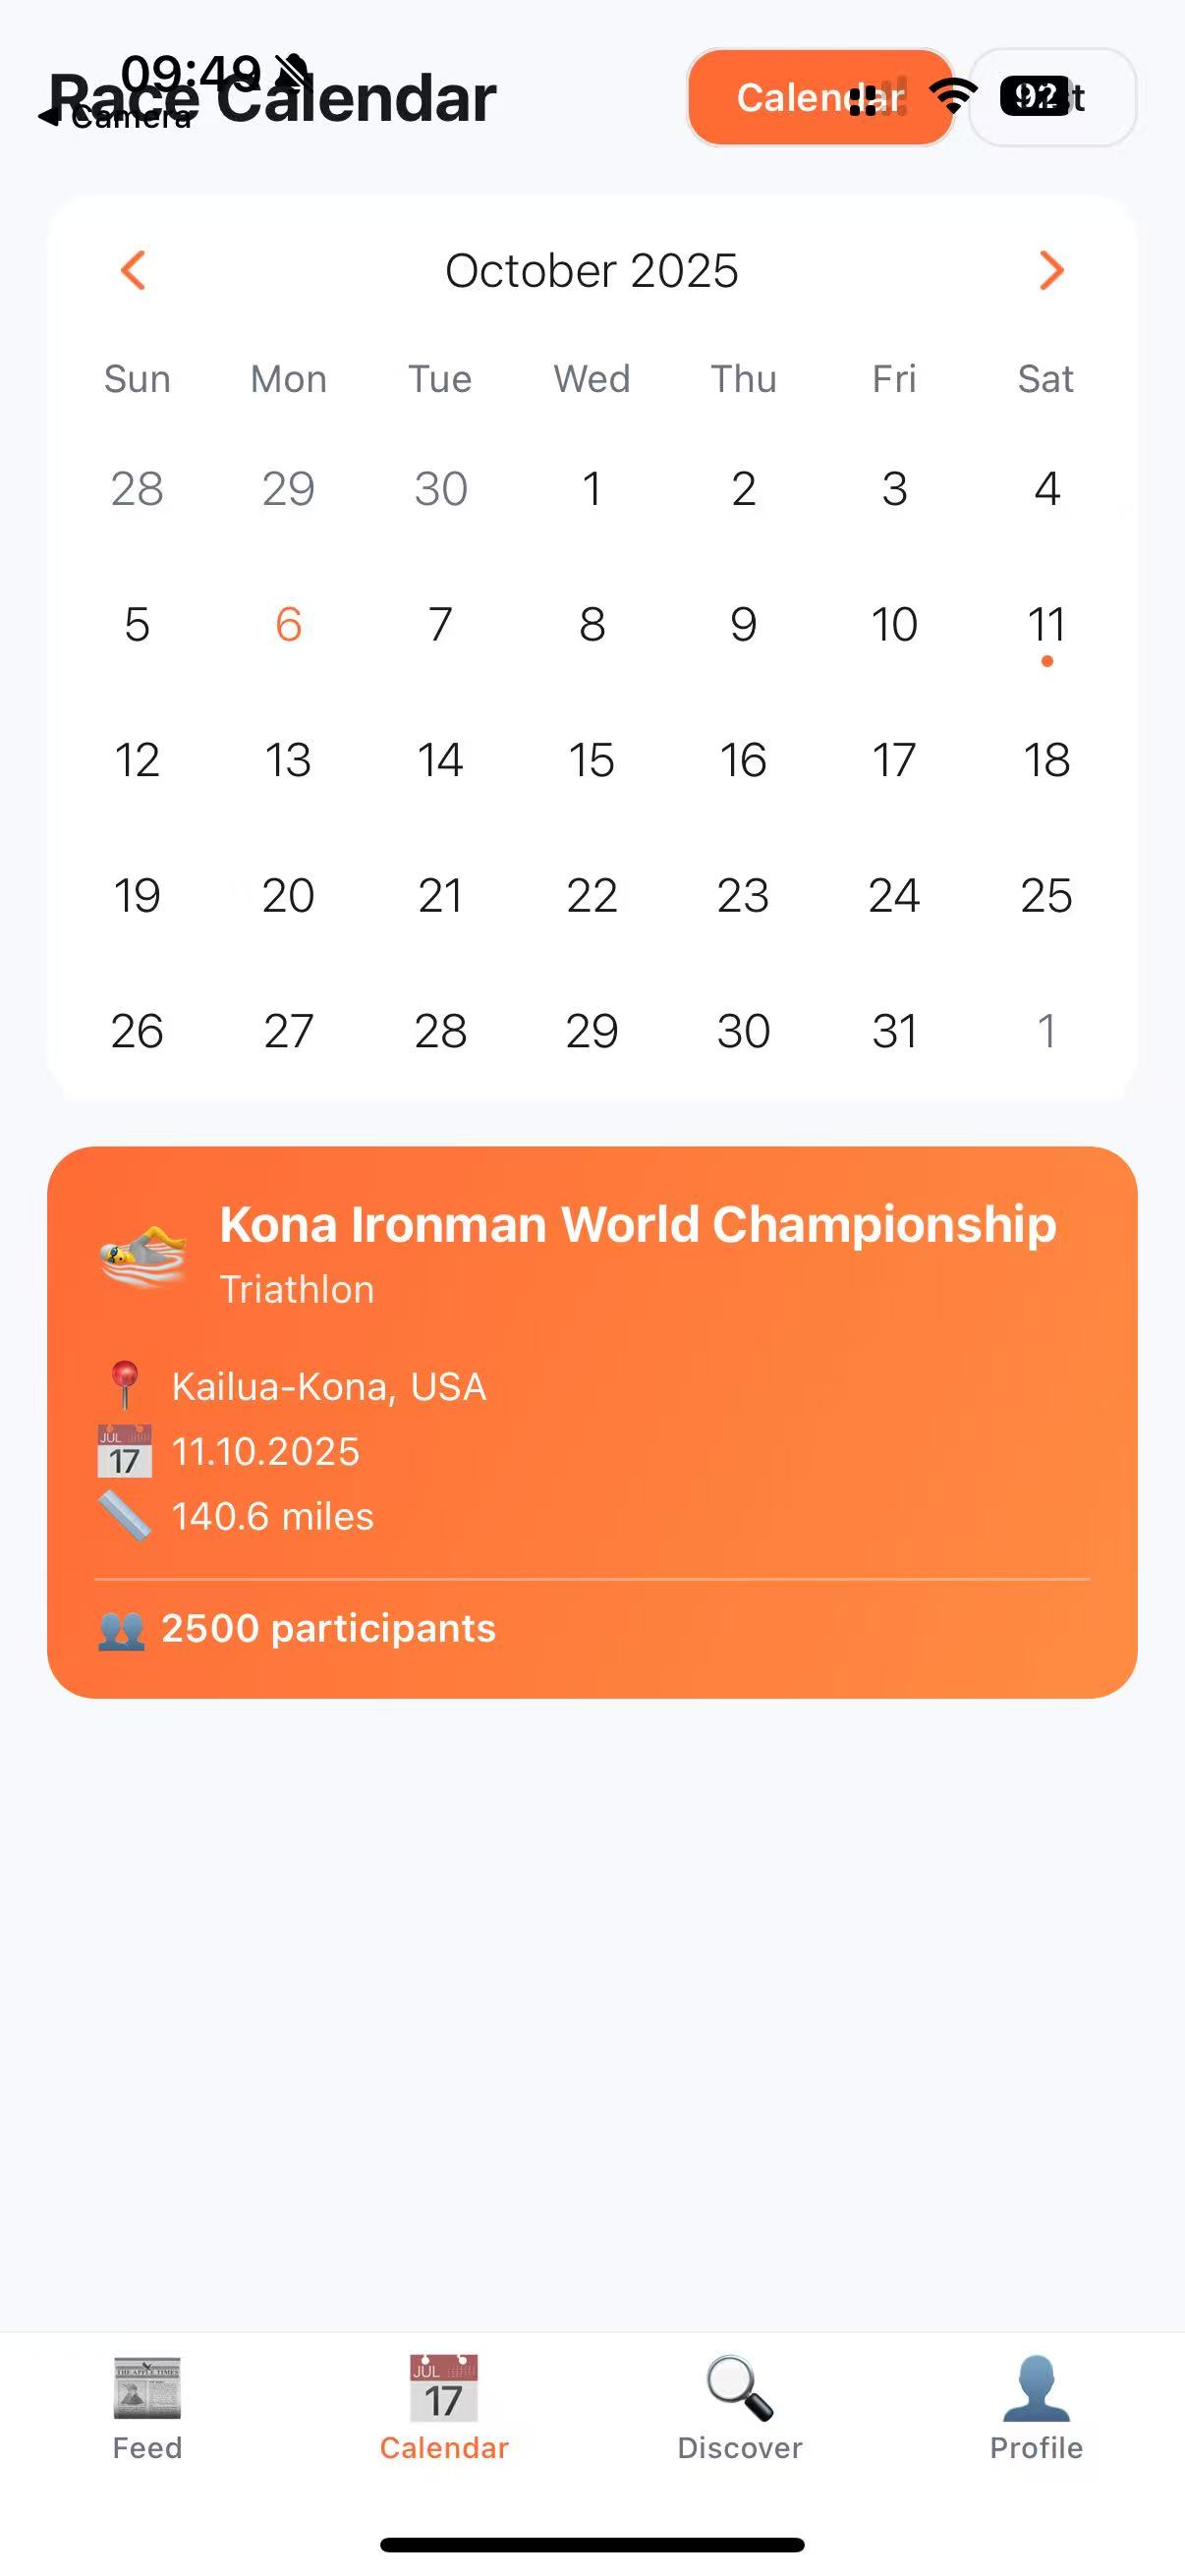 09:49
Camera
Race Calendar
Calendar
92
October 2025
Sun Mon Tue Wed Thu Fri Sat
28 29 30 1 2 3 4
5 6 7 8 9 10 11
12 13 14 15 16 17 18
19 20 21 22 23 24 25
26 27 28 29 30 31 1
Kona Ironman World Championship
Triathlon
Kailua-Kona, USA
JUL 17 11.10.2025
140.6 miles
2500 participants
Feed
JUL 17
Calendar
Discover
Profile